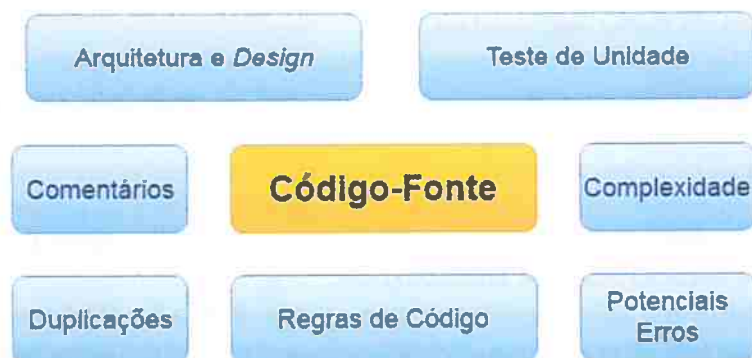 Arquitetura e Design
Teste de Unidade
Comentários
Código-Fonte
Complexidade
Duplicações
Regras de Código
Potenciais
Erros